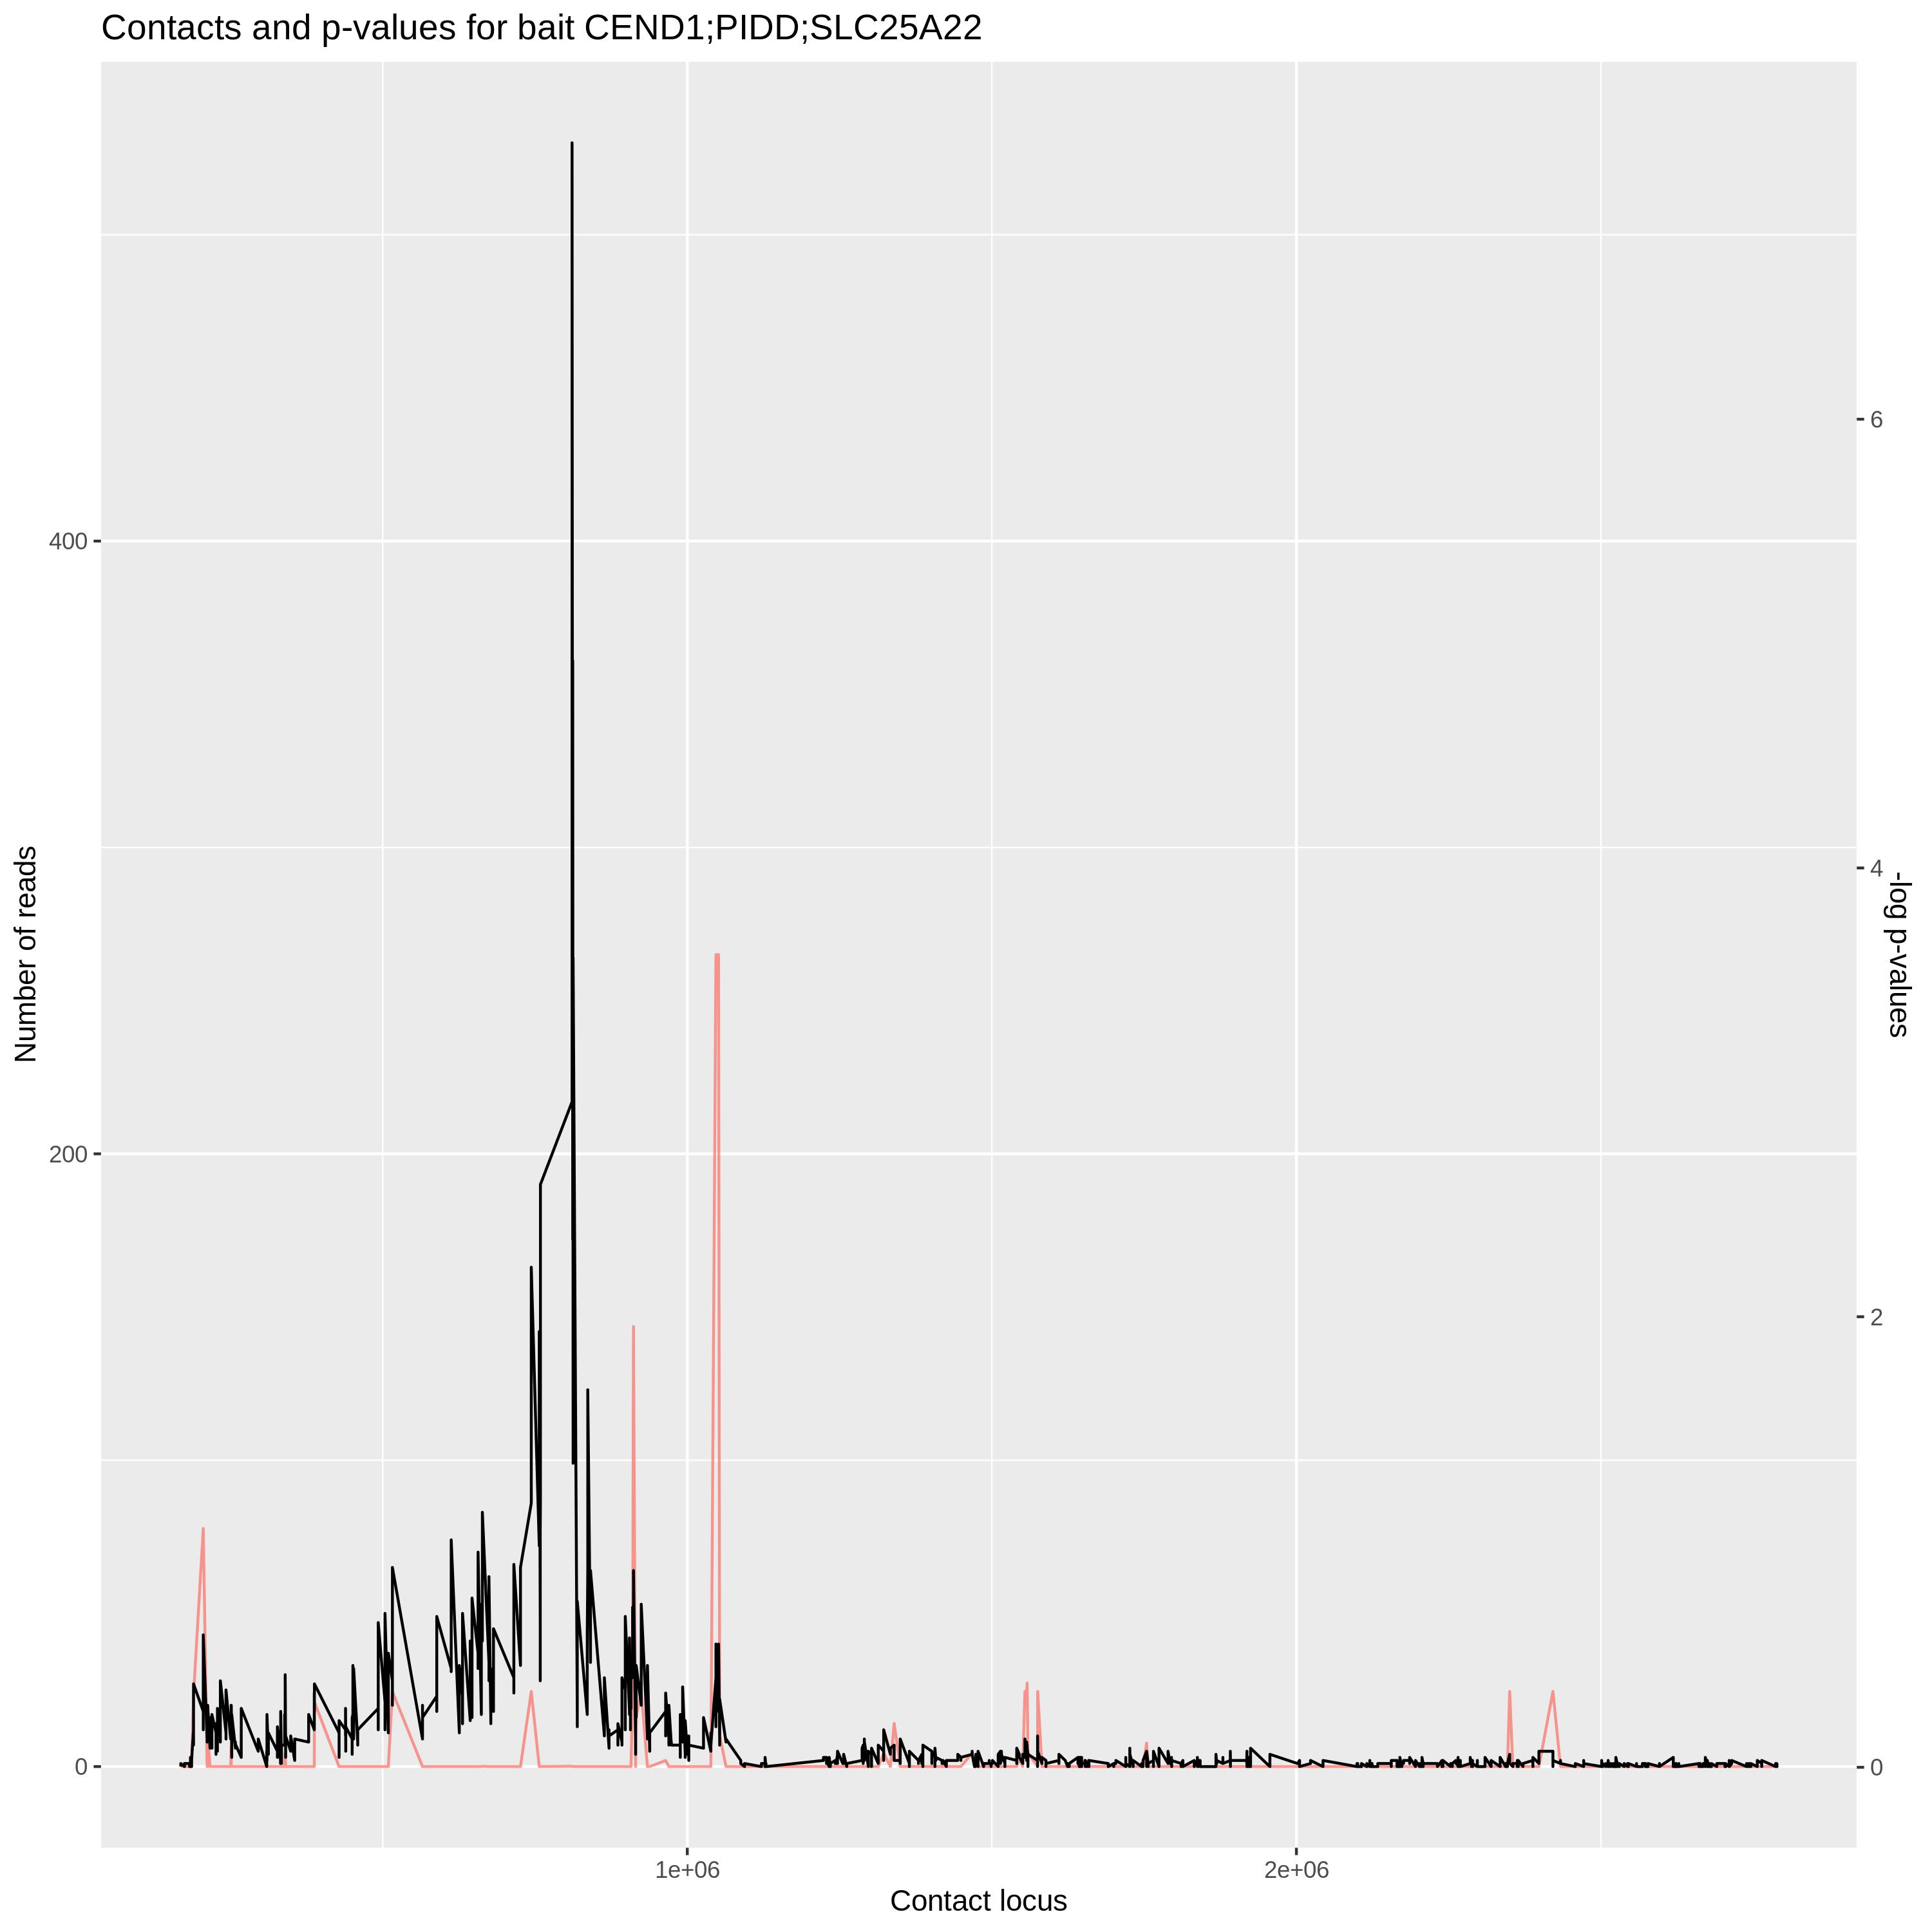 Contacts and p-values for bait CEND1;PIDD;SLC25A22
Number of reads
400
200
0
6
4
2
0
-log p-values
1e+06
2e+06
Contact locus